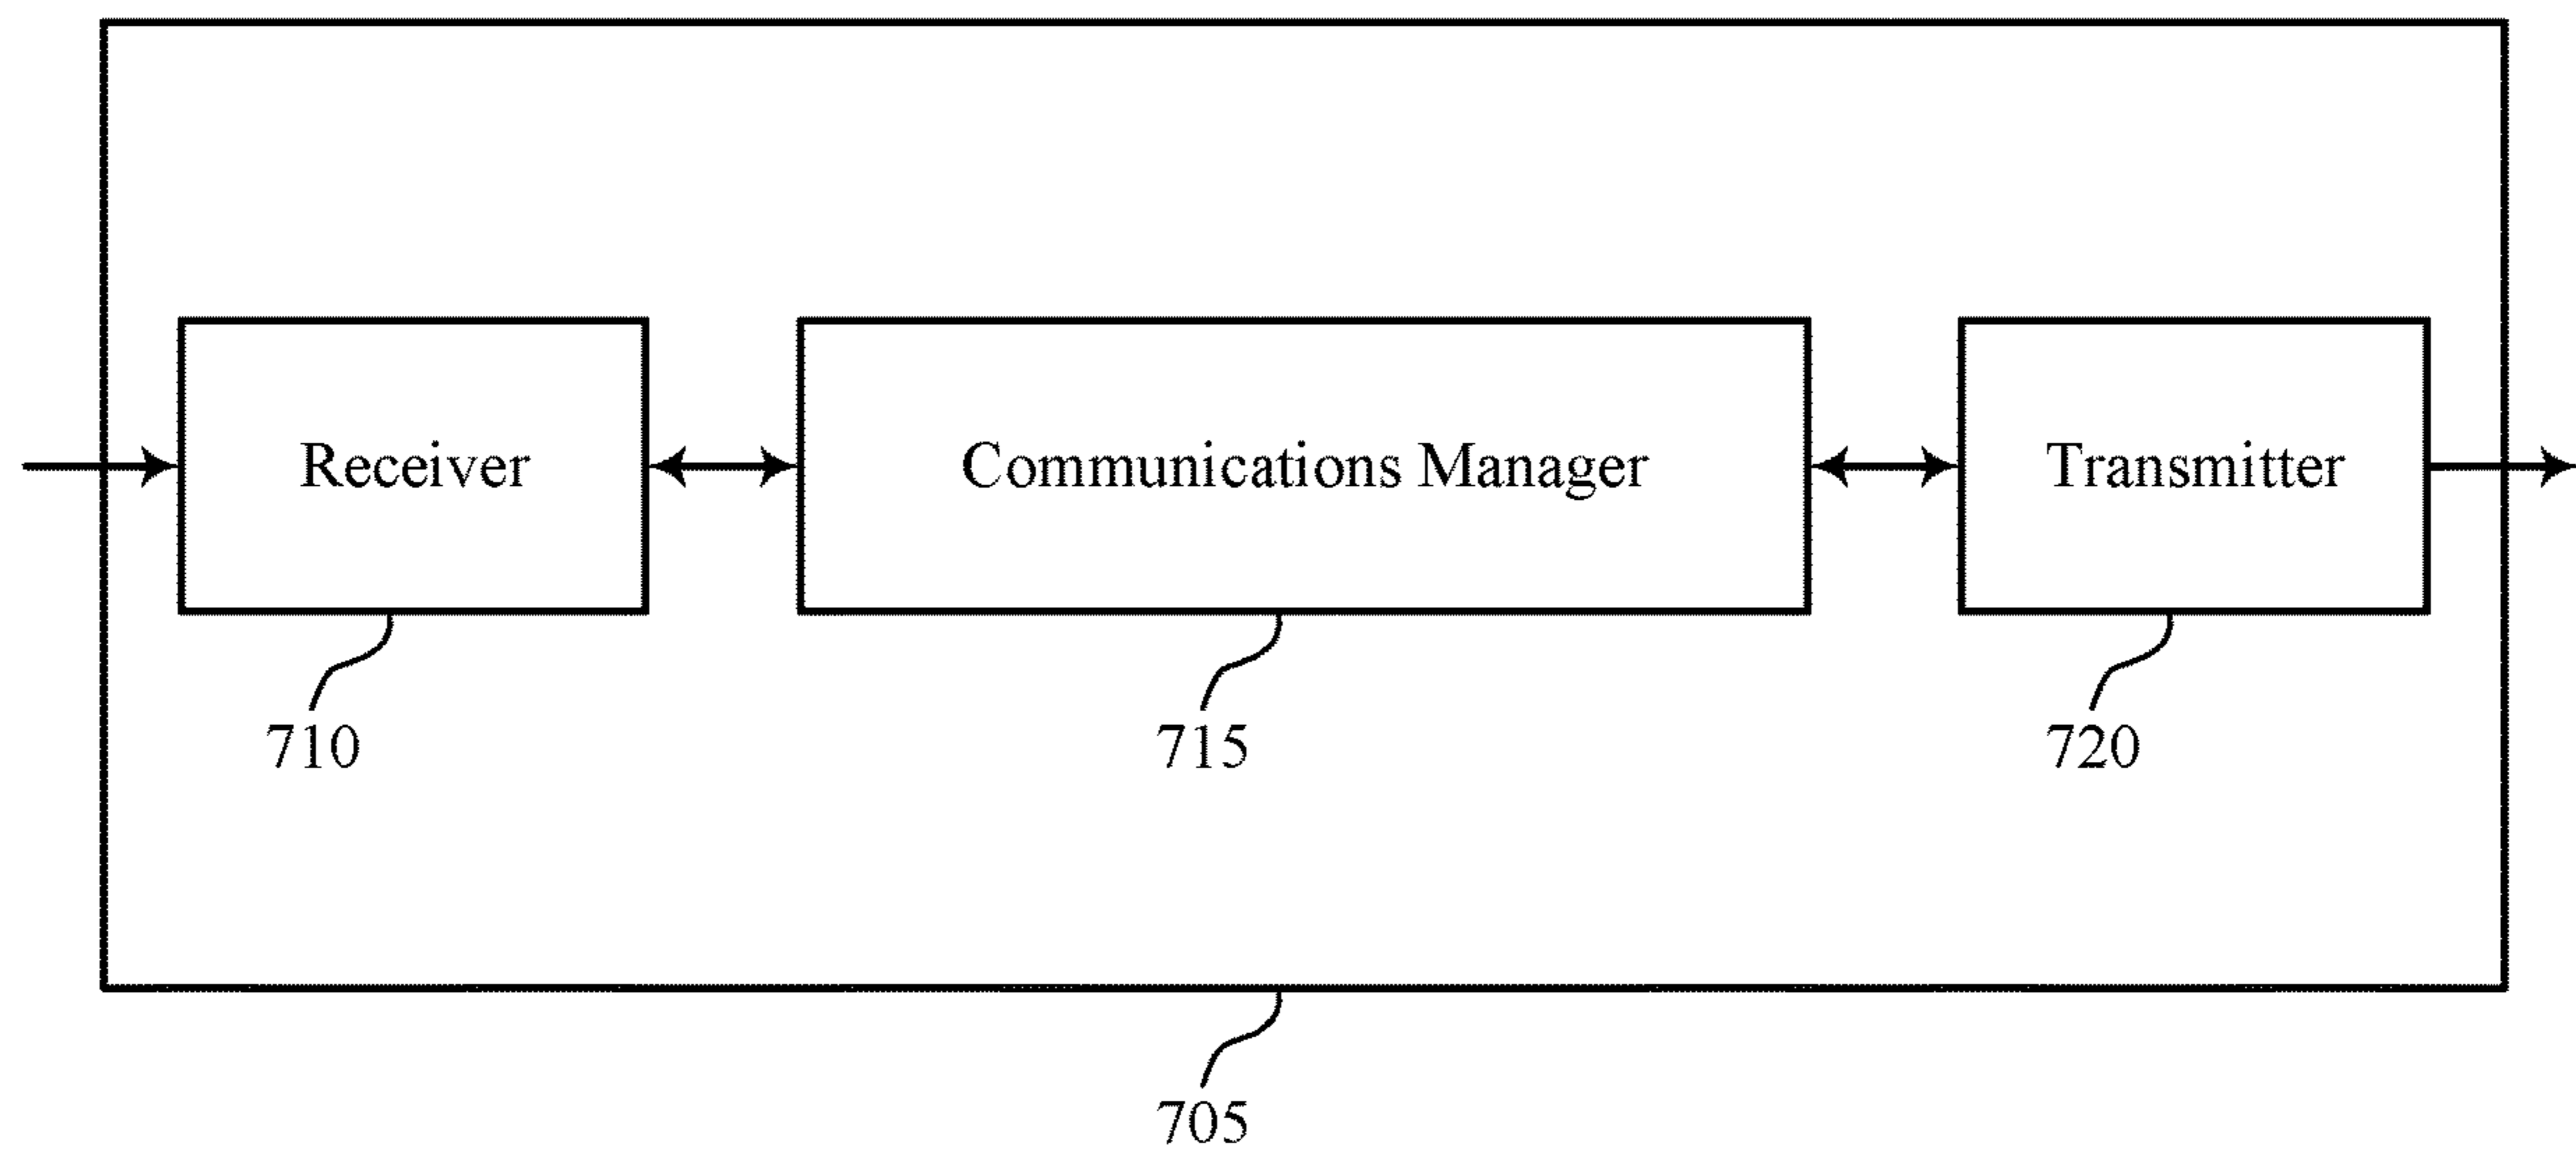 Receiver
Communications Manager
Transmitter
710
715
720
705